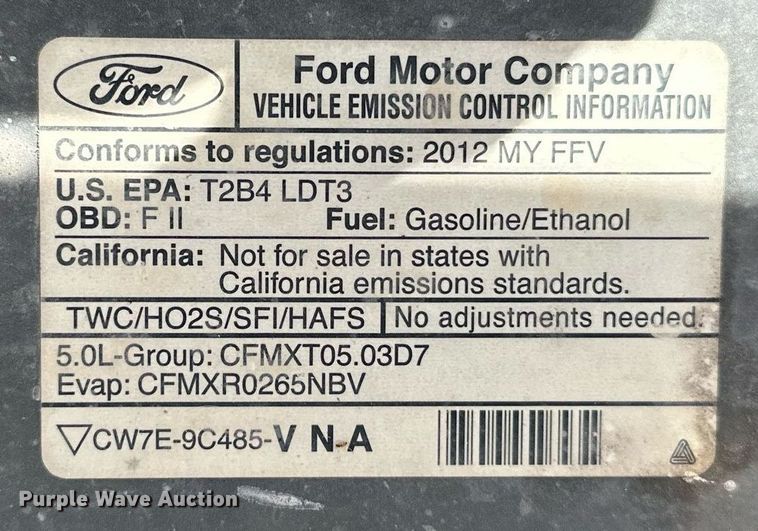 Ford
Ford Motor Company
VEHICLE EMISSION CONTROL INFORMATION
Conforms to regulations: 2012 MY FFV
U.S. EPA: T2B4 LDT3
OBD: F II Fuel: Gasoline/Ethanol
California: Not for sale in states with
California emissions standards.
TWC/HO2S/SFI/HAFS No adjustments needed.
5.0L-Group: CFMXT05.03D7
Evap: CFMXR0265NBV
CW7E-9C485-V N-A
Purple Wave Auction